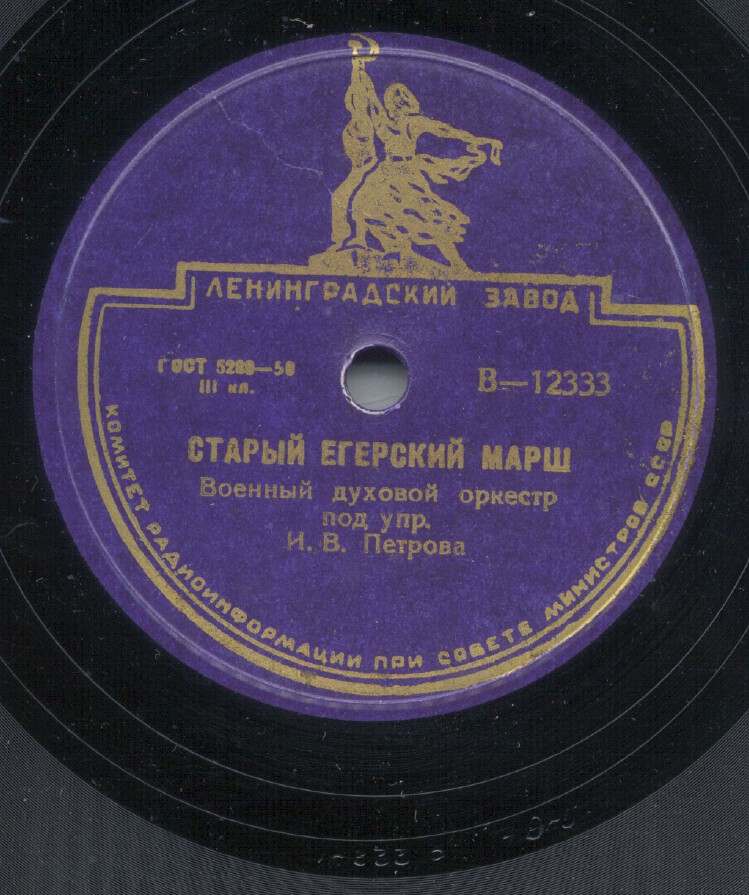 ЛЕНИНГРАДСКИЙ ЗАВОД
ГОСТ 5289—50
III кл.
В—12333
СТАРЫЙ ЕГЕРСКИЙ МАРШ
Военный духовой оркестр
под упр.
И. В. Петрова
КОМИТЕТ РАДИОИНФОРМАЦИИ ПРИ СОВЕТЕ МИНИСТРОВ СССР